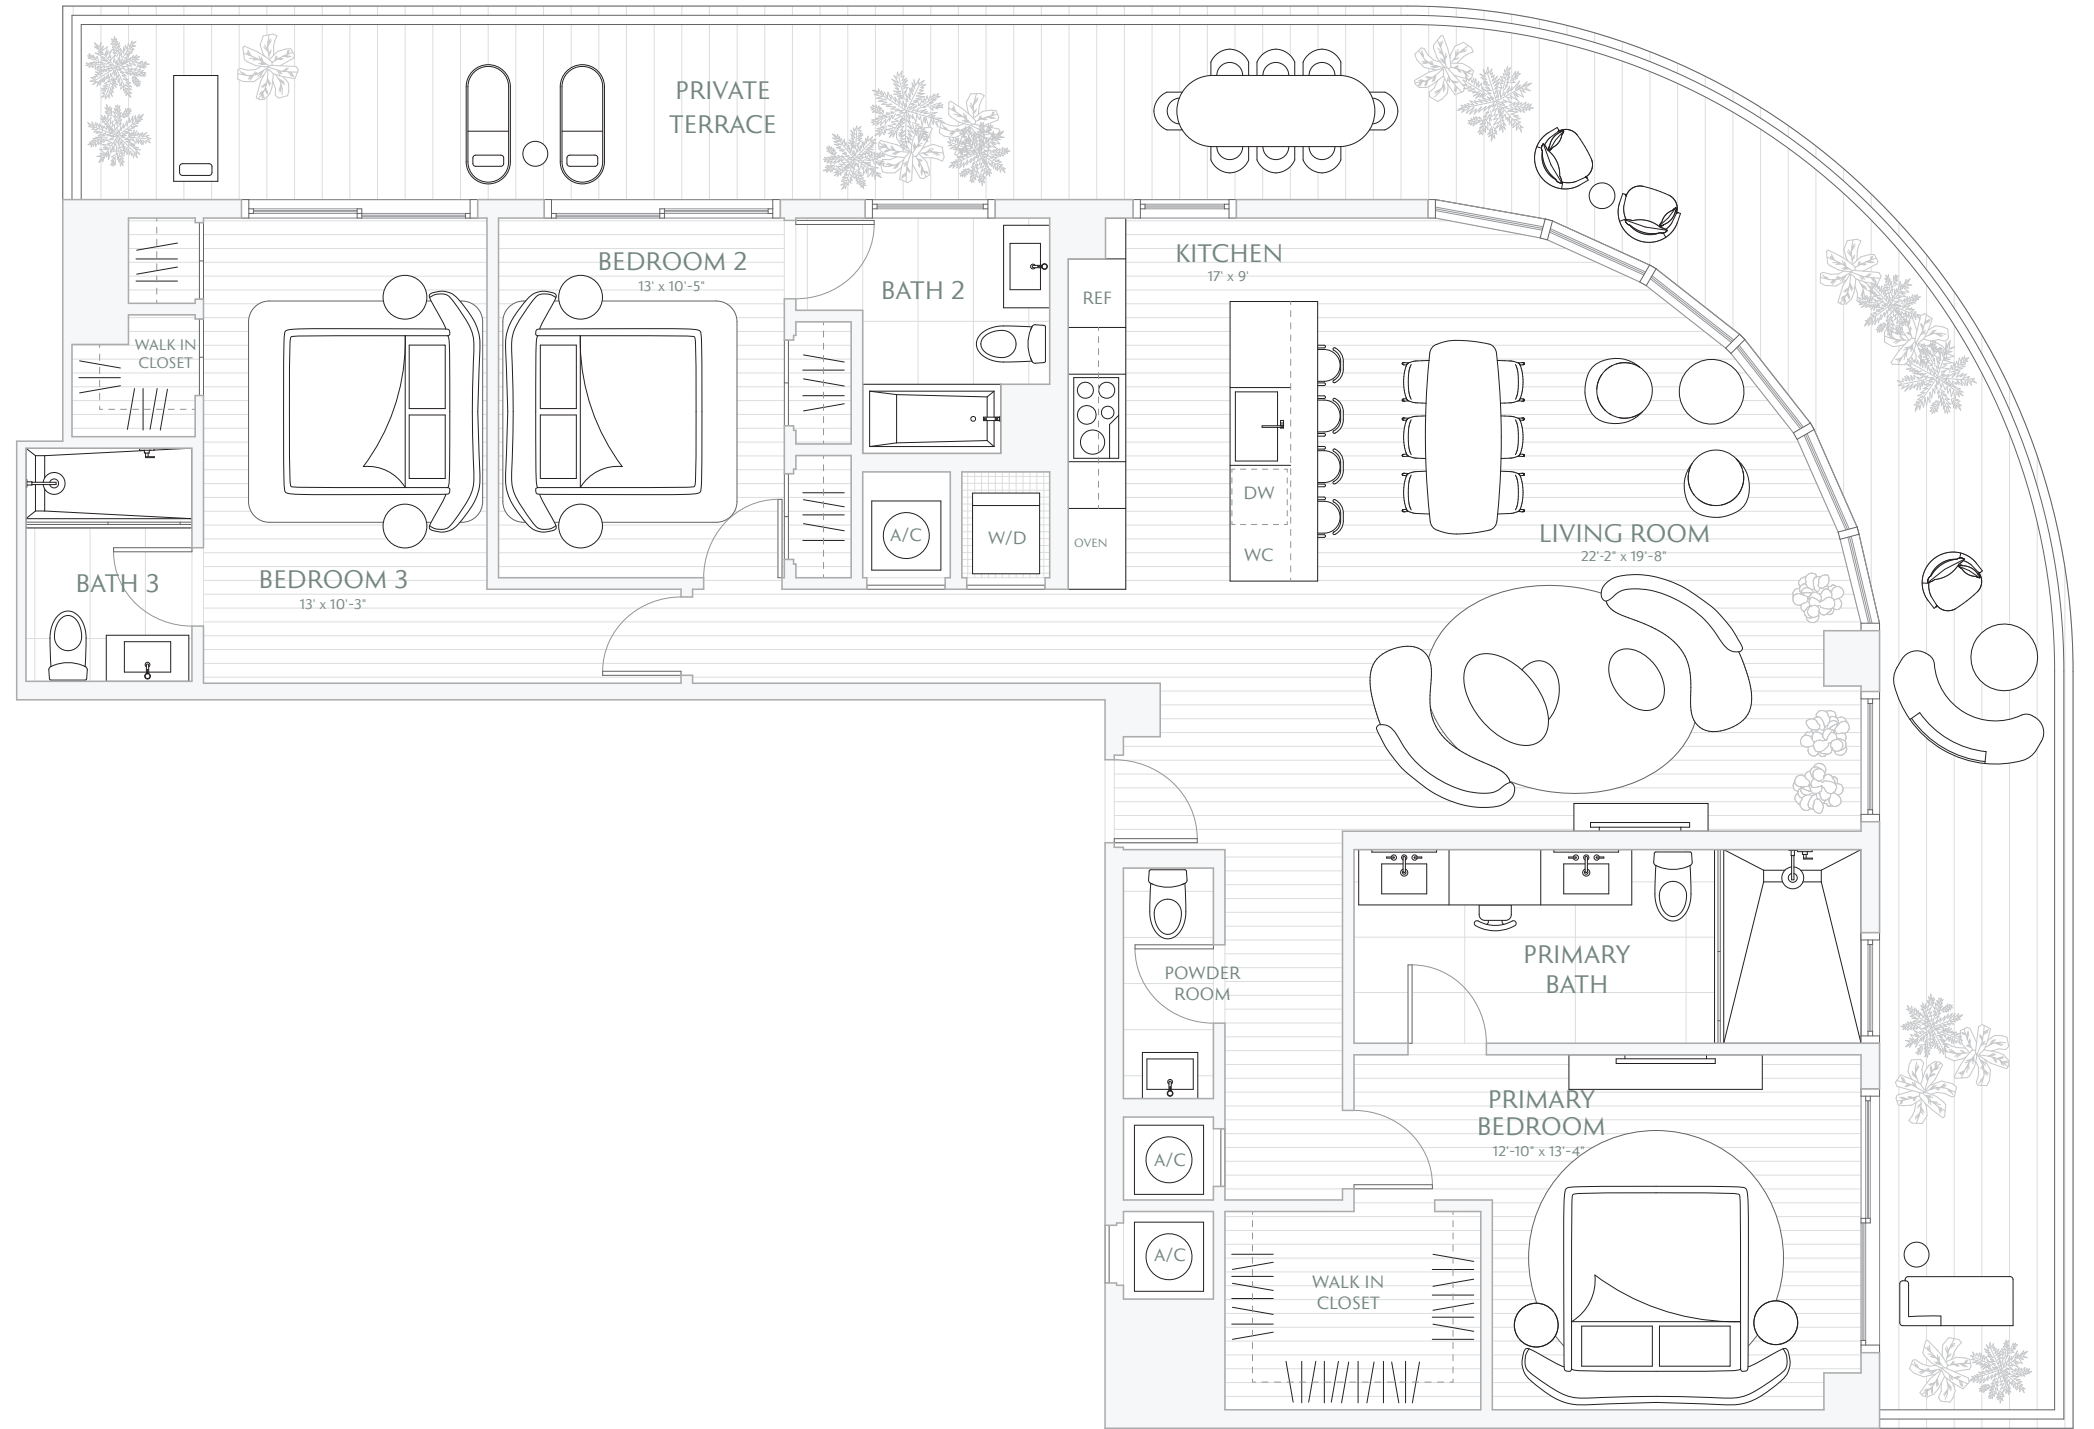 PRIVATE
TERRACE
KITCHEN
17' x 9'
BEDROOM 2
13' x 10'-5"
BATH 2
REF
WALK IN
CLOSET
DW
LIVING ROOM
22'-2" x 19'-8"
A/C
W/D
OVEN
WC
BATH 3
BEDROOM 3
13' x 10'-3"
PRIMARY
BATH
POWDER
ROOM
PRIMARY
BEDROOM
12'-10" x 13'-4"
A/C
A/C
WALK IN
CLOSET